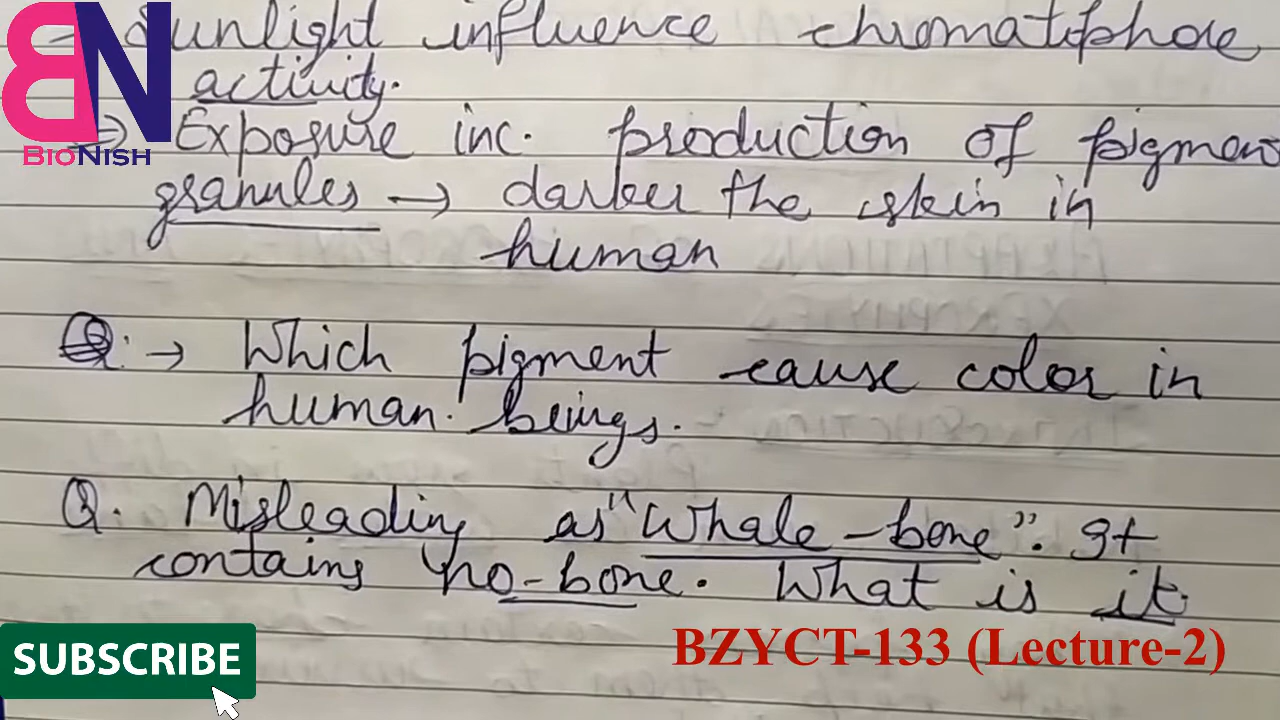 Sunlight influence chromatophore
activity.
BN
BIONISH
⇒ Exposure inc. production of pigment
granules → darker the skin in
human
Q. → Which pigment cause color in
human. beings.
Q. Misleading as "Whale-bone". It
contains no-bone. What is it
BZYCT-133 (Lecture-2)
SUBSCRIBE